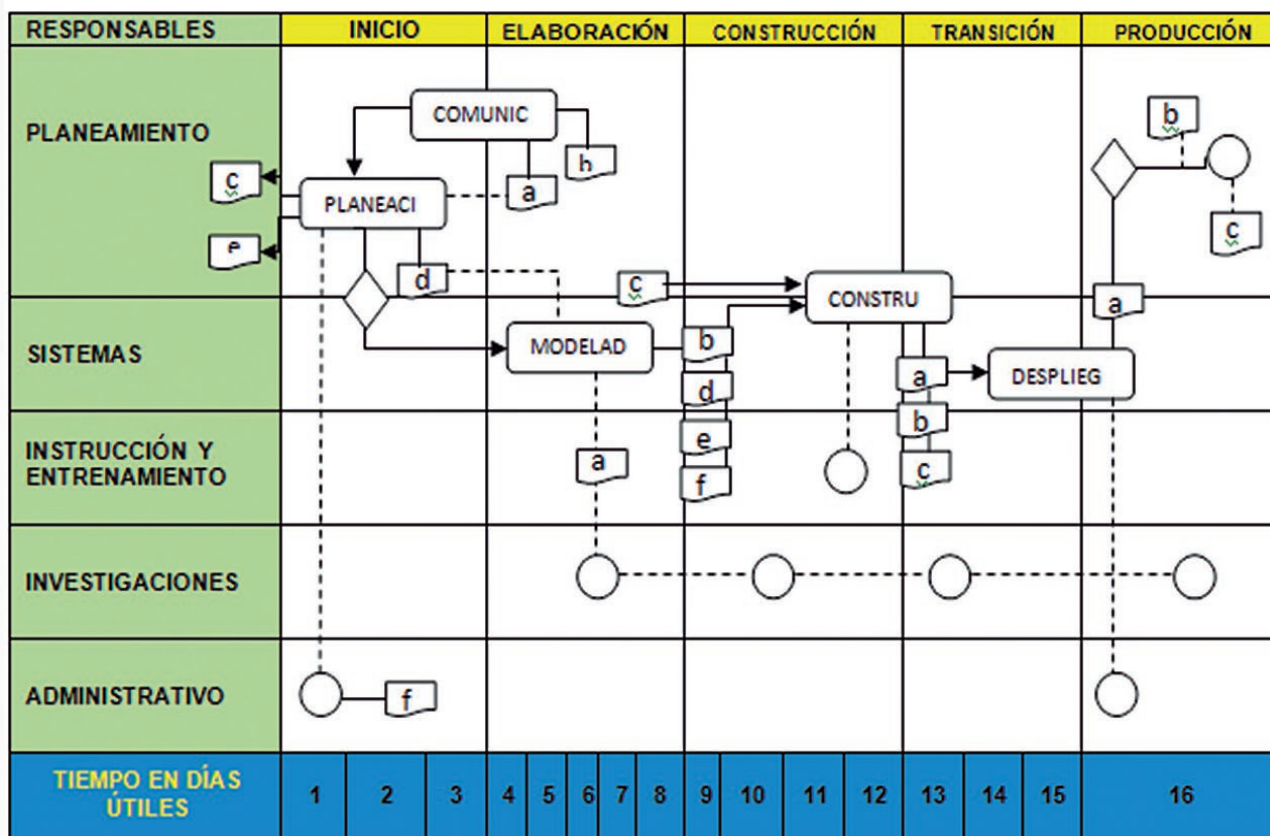 RESPONSABLES INICIO ELABORACIÓN CONSTRUCCIÓN TRANSICIÓN PRODUCCIÓN
COMUNIC
b
PLANEAMIENTO
c
a
PLANEACI
c
d
c
CONSTRU
a
SISTEMAS
MODELAD
b
a
DESPLIEG
d
b
INSTRUCCIÓN Y
ENTRENAMIENTO
a
e
c
f
INVESTIGACIONES
ADMINISTRATIVO
f
TIEMPO EN DÍAS
ÚTILES
1 2 3 4 5 6 7 8 9 10 11 12 13 14 15 16